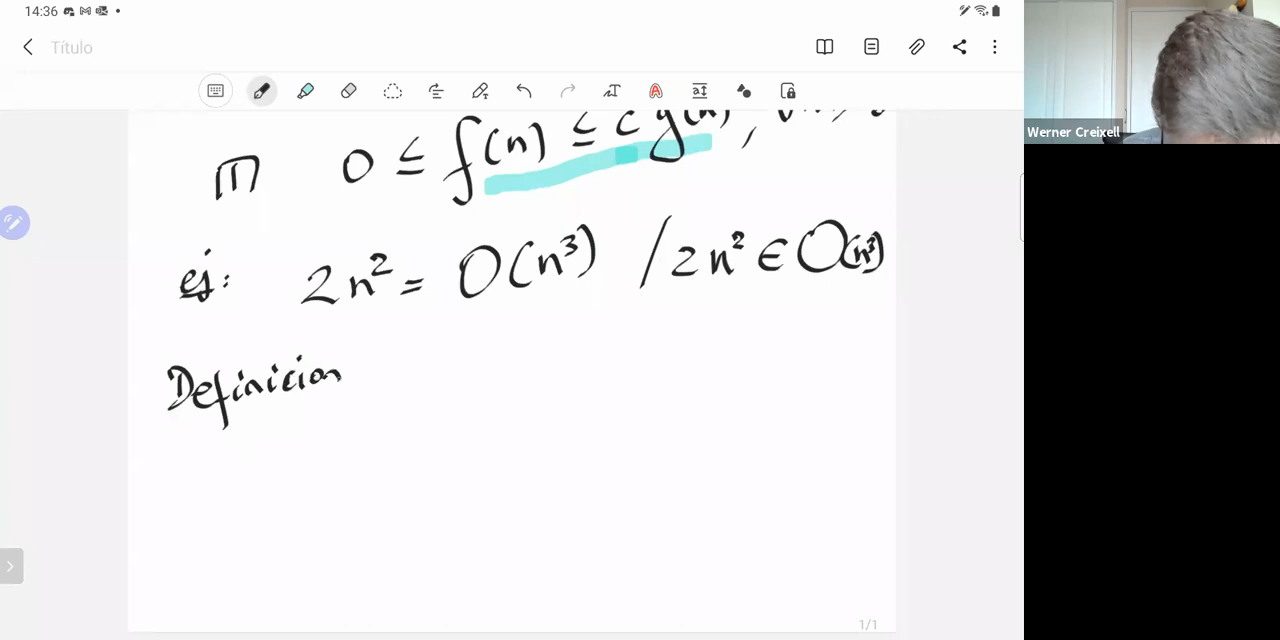 14:36
Título
0 ≤ f(n) ≤ c g(n),
ej: 2n² = O(n³) / 2n² ∈ O(n³)
Definicion
1/1
Werner Creixell